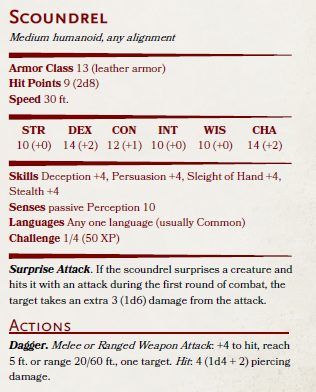 Scoundrel
Medium humanoid, any alignment
Armor Class 13 (leather armor)
Hit Points 9 (2d8)
Speed 30 ft.
STR DEX CON INT WIS CHA
10 (+0) 14 (+2) 12 (+1) 10 (+0) 10 (+0) 14 (+2)
Skills Deception +4, Persuasion +4, Sleight of Hand +4,
Stealth +4
Senses passive Perception 10
Languages Any one language (usually Common)
Challenge 1/4 (50 XP)
Surprise Attack. If the scoundrel surprises a creature and
hits it with an attack during the first round of combat, the
target takes an extra 3 (1d6) damage from the attack.
Actions
Dagger. Melee or Ranged Weapon Attack: +4 to hit, reach
5 ft. or range 20/60 ft., one target. Hit: 4 (1d4 + 2) piercing
damage.